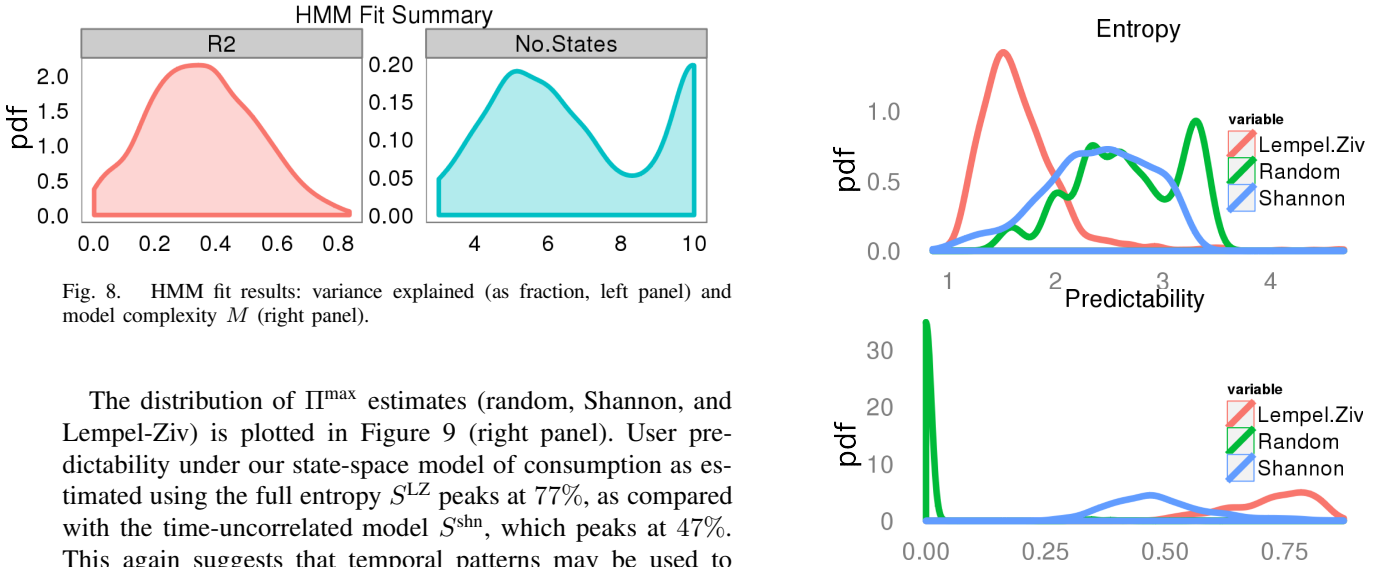 HMM Fit Summary
R2
No.States
pdf
2.0
1.5
1.0
0.5
0.0
0.0 0.2 0.4 0.6 0.8
0.20
0.15
0.10
0.05
0.00
4 6 8 10
Fig. 8. HMM fit results: variance explained (as fraction, left panel) and
model complexity M (right panel).
The distribution of Π^max estimates (random, Shannon, and
Lempel-Ziv) is plotted in Figure 9 (right panel). User pre-
dictability under our state-space model of consumption as es-
timated using the full entropy S^LZ peaks at 77%, as compared
with the time-uncorrelated model S^shn, which peaks at 47%.
This again suggests that temporal patterns may be used to
Entropy
pdf
1.0
0.5
0.0
1 2 3 4
variable
Lempel.Ziv
Random
Shannon
Predictability
pdf
30
20
10
0
0.00 0.25 0.50 0.75
variable
Lempel.Ziv
Random
Shannon